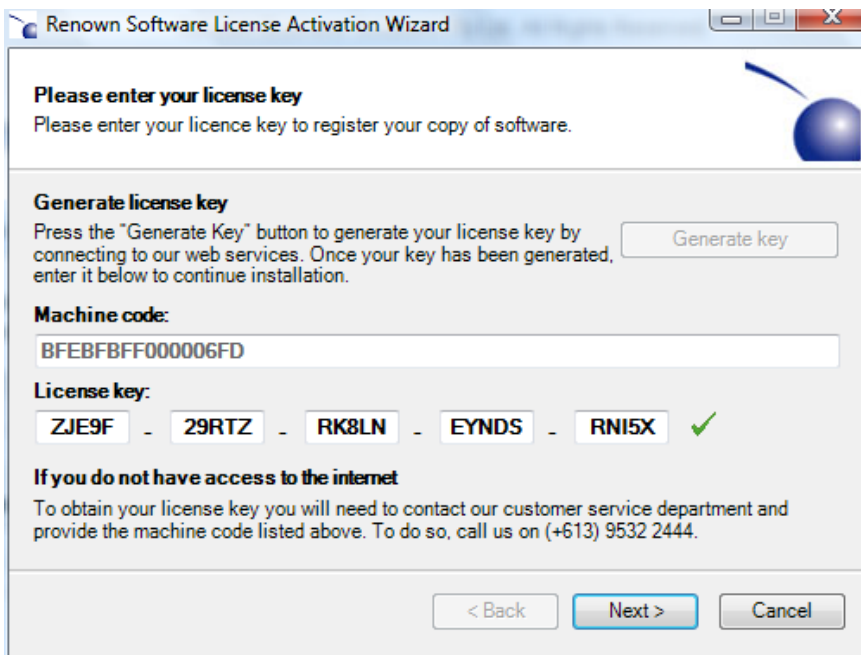 Renown Software License Activation Wizard
Please enter your license key
Please enter your licence key to register your copy of software.
Generate license key
Press the "Generate Key" button to generate your license key by
connecting to our web services. Once your key has been generated,
enter it below to continue installation.
Generate key
Machine code:
BFEBFBFF000006FD
License key:
ZJE9F - 29RTZ - RK8LN - EYNDS - RNI5X
If you do not have access to the internet
To obtain your license key you will need to contact our customer service department and
provide the machine code listed above. To do so, call us on (+613) 9532 2444.
< Back Next > Cancel